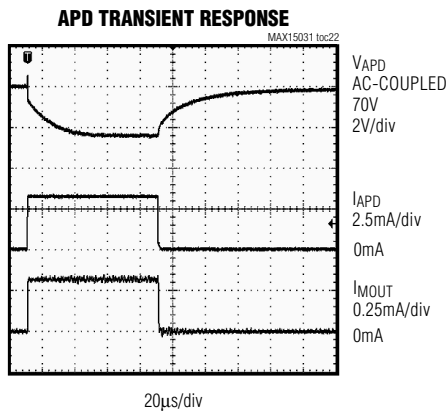 APD TRANSIENT RESPONSE
MAX15031 toc22
VAPD
AC-COUPLED
70V
2V/div
IAPD
2.5mA/div
0mA
IMOUT
0.25mA/div
0mA
20μs/div